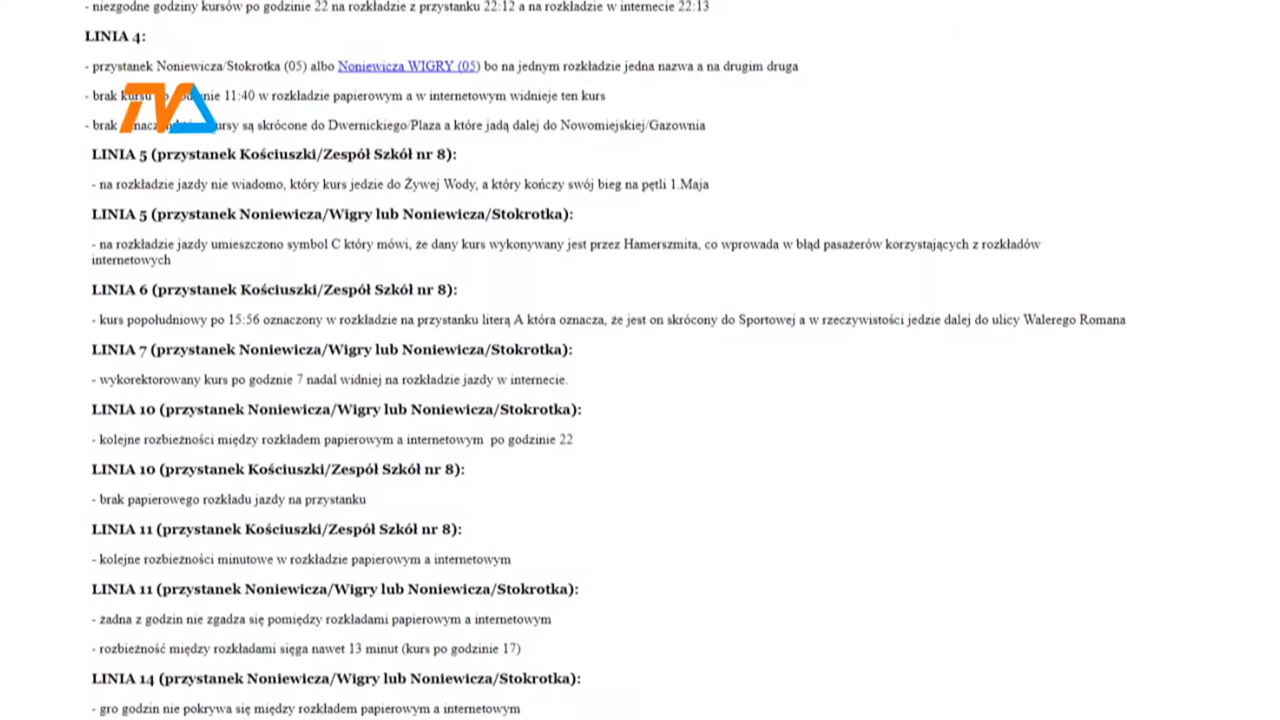 - niezgodne godziny kursów po godzinie 22 na rozkładzie z przystanku 22:12 a na rozkładzie w internecie 22:13
LINIA 4:
- przystanek Noniewicza/Stokrotka (05) albo Noniewicza WIGRY (05) bo na jednym rozkładzie jedna nazwa a na drugim druga
- brak kursu 11:40 w rozkładzie papierowym a w internetowym widnieje ten kurs
TVA
- brak są skrócone do Dwernickiego/Plaza a które jadą dalej do Nowomiejskiej/Gazownia
LINIA 5 (przystanek Kościuszki/Zespół Szkół nr 8):
- na rozkładzie jazdy nie wiadomo, który kurs jedzie do Żywej Wody, a który kończy swój bieg na pętli 1.Maja
LINIA 5 (przystanek Noniewicza/Wigry lub Noniewicza/Stokrotka):
- na rozkładzie jazdy umieszczono symbol C który mówi, że dany kurs wykonywany jest przez Hamerszmita, co wprowada w błąd pasażerów korzystających z rozkładów
internetowych
LINIA 6 (przystanek Kościuszki/Zespół Szkół nr 8):
- kurs popołudniowy po 15:56 oznaczony w rozkładzie na przystanku literą A która oznacza, że jest on skrócony do Sportowej a w rzeczywistości jedzie dalej do ulicy Walerego Romana
LINIA 7 (przystanek Noniewicza/Wigry lub Noniewicza/Stokrotka):
- wykorektorowany kurs po godznie 7 nadal widniej na rozkładzie jazdy w internecie.
LINIA 10 (przystanek Noniewicza/Wigry lub Noniewicza/Stokrotka):
- kolejne rozbieżności między rozkładem papierowym a internetowym po godzinie 22
LINIA 10 (przystanek Kościuszki/Zespół Szkół nr 8):
- brak papierowego rozkładu jazdy na przystanku
LINIA 11 (przystanek Kościuszki/Zespół Szkół nr 8):
- kolejne rozbieżności minutowe w rozkładzie papierowym a internetowym
LINIA 11 (przystanek Noniewicza/Wigry lub Noniewicza/Stokrotka):
- żadna z godzin nie zgadza się pomiędzy rozkładami papierowym a internetowym
- rozbieżność między rozkładami sięga nawet 13 minut (kurs po godzinie 17)
LINIA 14 (przystanek Noniewicza/Wigry lub Noniewicza/Stokrotka):
- gro godzin nie pokrywa się między rozkładem papierowym a internetowym